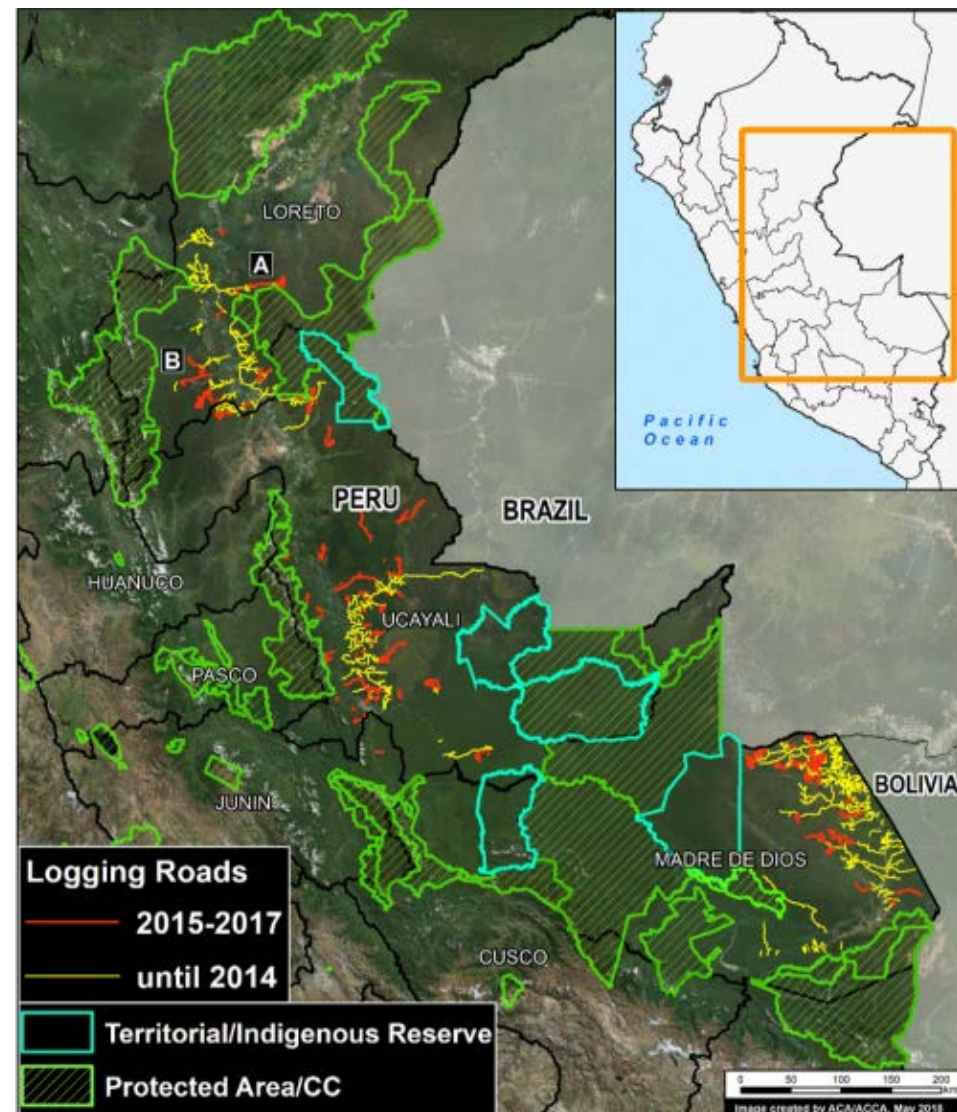 N
LORETO
A
B
Pacific
Ocean
PERU
BRAZIL
HUANUCO
UCAYALI
PASCO
JUNIN
BOLIVIA
MADRE DE DIOS
CUSCO
Logging Roads
2015-2017
until 2014
Territorial/Indigenous Reserve
Protected Area/CC
0 50 100 150 200
Image created by ACA/ACCA, May 2018